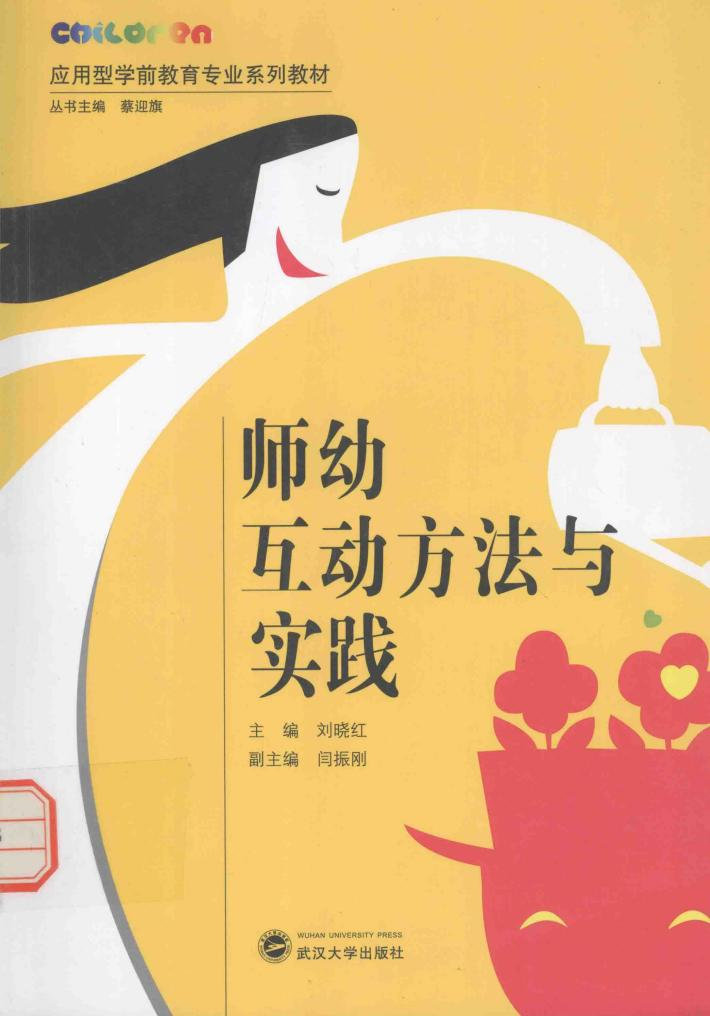 CHiLDReN
应用型学前教育专业系列教材
丛书主编 蔡迎旗
师幼
互动方法与
实践
主 编 刘晓红
副主编 闫振刚
WUHAN UNIVERSITY PRESS
武汉大学出版社